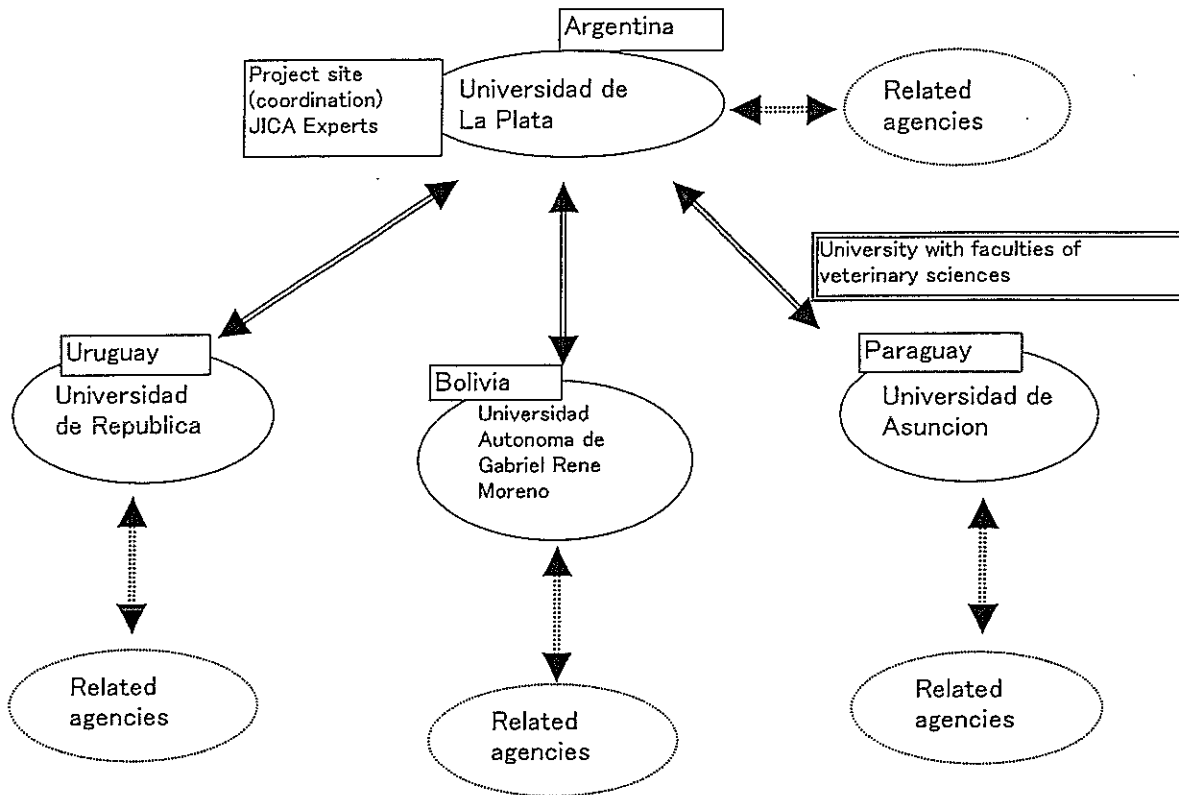 Argentina
Project site
(coordination)
JICA Experts
Universidad de
La Plata
Related
agencies
University with faculties of
veterinary sciences
Uruguay
Universidad
de Republica
Bolivia
Universidad
Autonoma de
Gabriel Rene
Moreno
Paraguay
Universidad de
Asuncion
Related
agencies
Related
agencies
Related
agencies